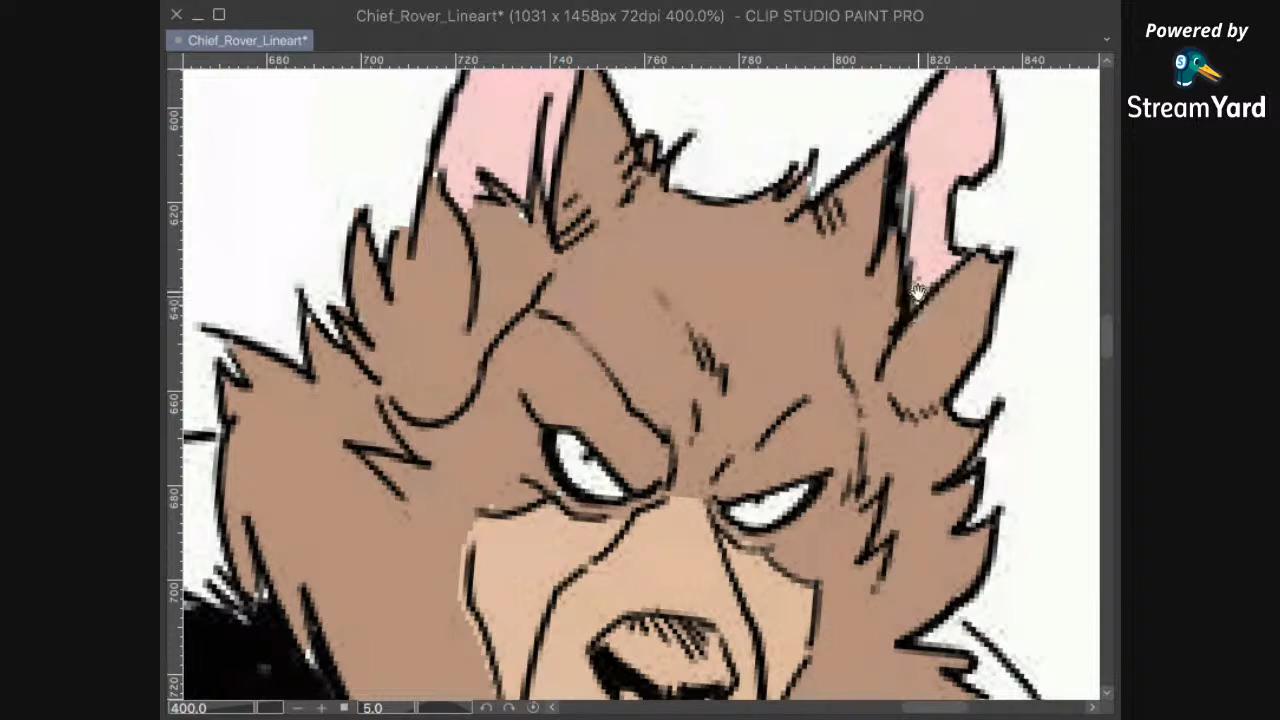 Chief_Rover_Lineart* (1031 x 1458px 72dpi 400.0%) - CLIP STUDIO PAINT PRO
Powered by
StreamYard
Chief_Rover_Lineart*
680 700 720 740 760 780 800 820 840
600
620
640
660
680
700
720
400.0 5.0